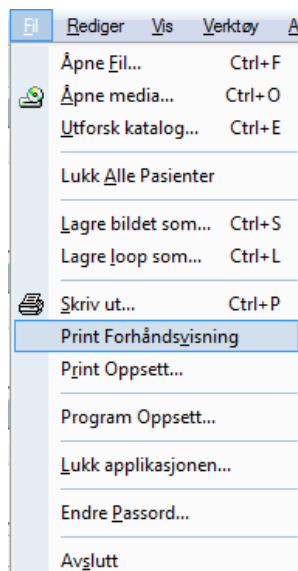 Fil Rediger Vis Verktøy A
Åpne Fil... Ctrl+F
Åpne media... Ctrl+O
Utforsk katalog... Ctrl+E
Lukk Alle Pasienter
Lagre bildet som... Ctrl+S
Lagre loop som... Ctrl+L
Skriv ut... Ctrl+P
Print Forhåndsvisning
Print Oppsett...
Program Oppsett...
Lukk applikasjonen...
Endre Passord...
Avslutt